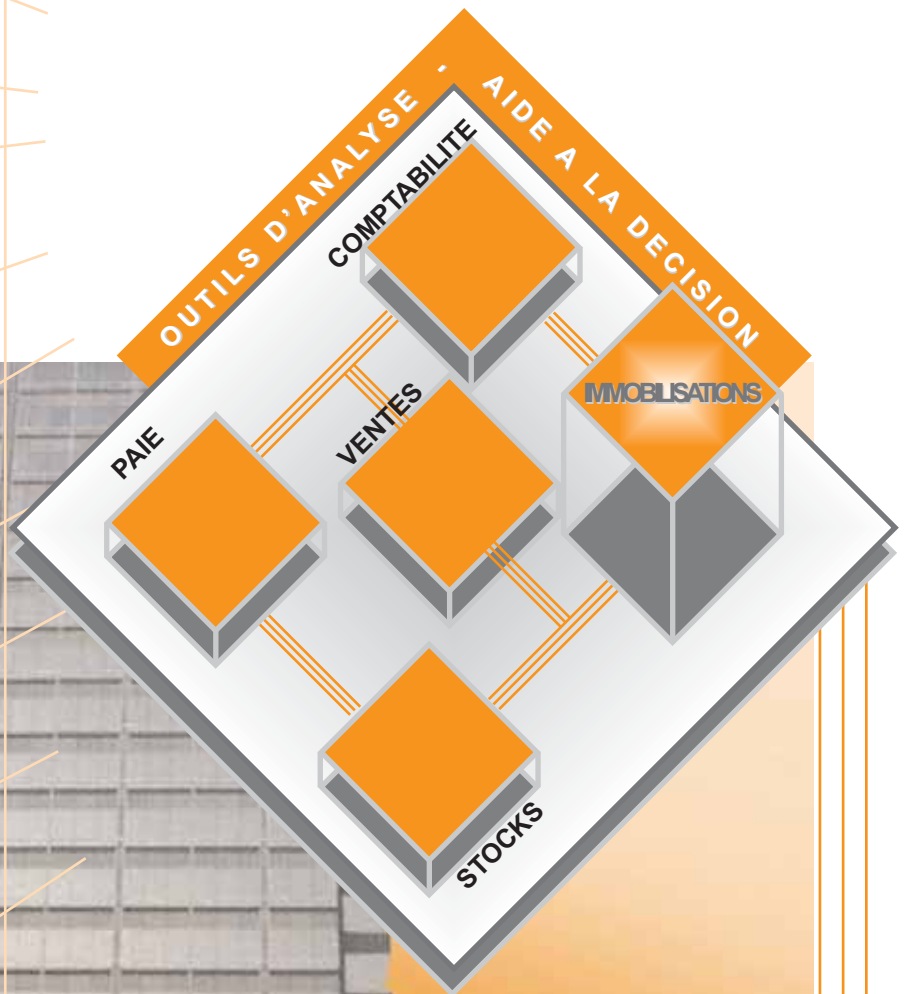 OUTILS D’ANALYSE ,
AIDE A LA DECISION
COMPTABILITE
IMMOBILISATIONS
VENTES
PAIE
STOCKS